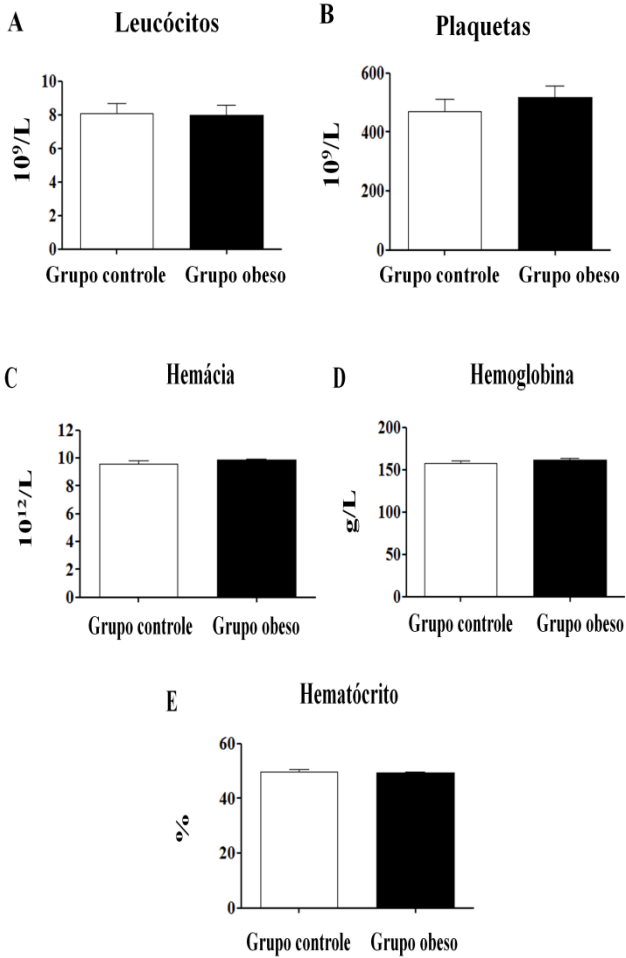 A
Leucócitos
10⁹/L
10
8
6
4
2
0
Grupo controle
Grupo obeso
B
Plaquetas
10⁹/L
600
400
200
0
Grupo controle
Grupo obeso
C
Hemácia
10¹²/L
12
10
8
6
4
2
0
Grupo controle
Grupo obeso
D
Hemoglobina
g/L
200
150
100
50
0
Grupo controle
Grupo obeso
E
Hematócrito
%
60
40
20
0
Grupo controle
Grupo obeso